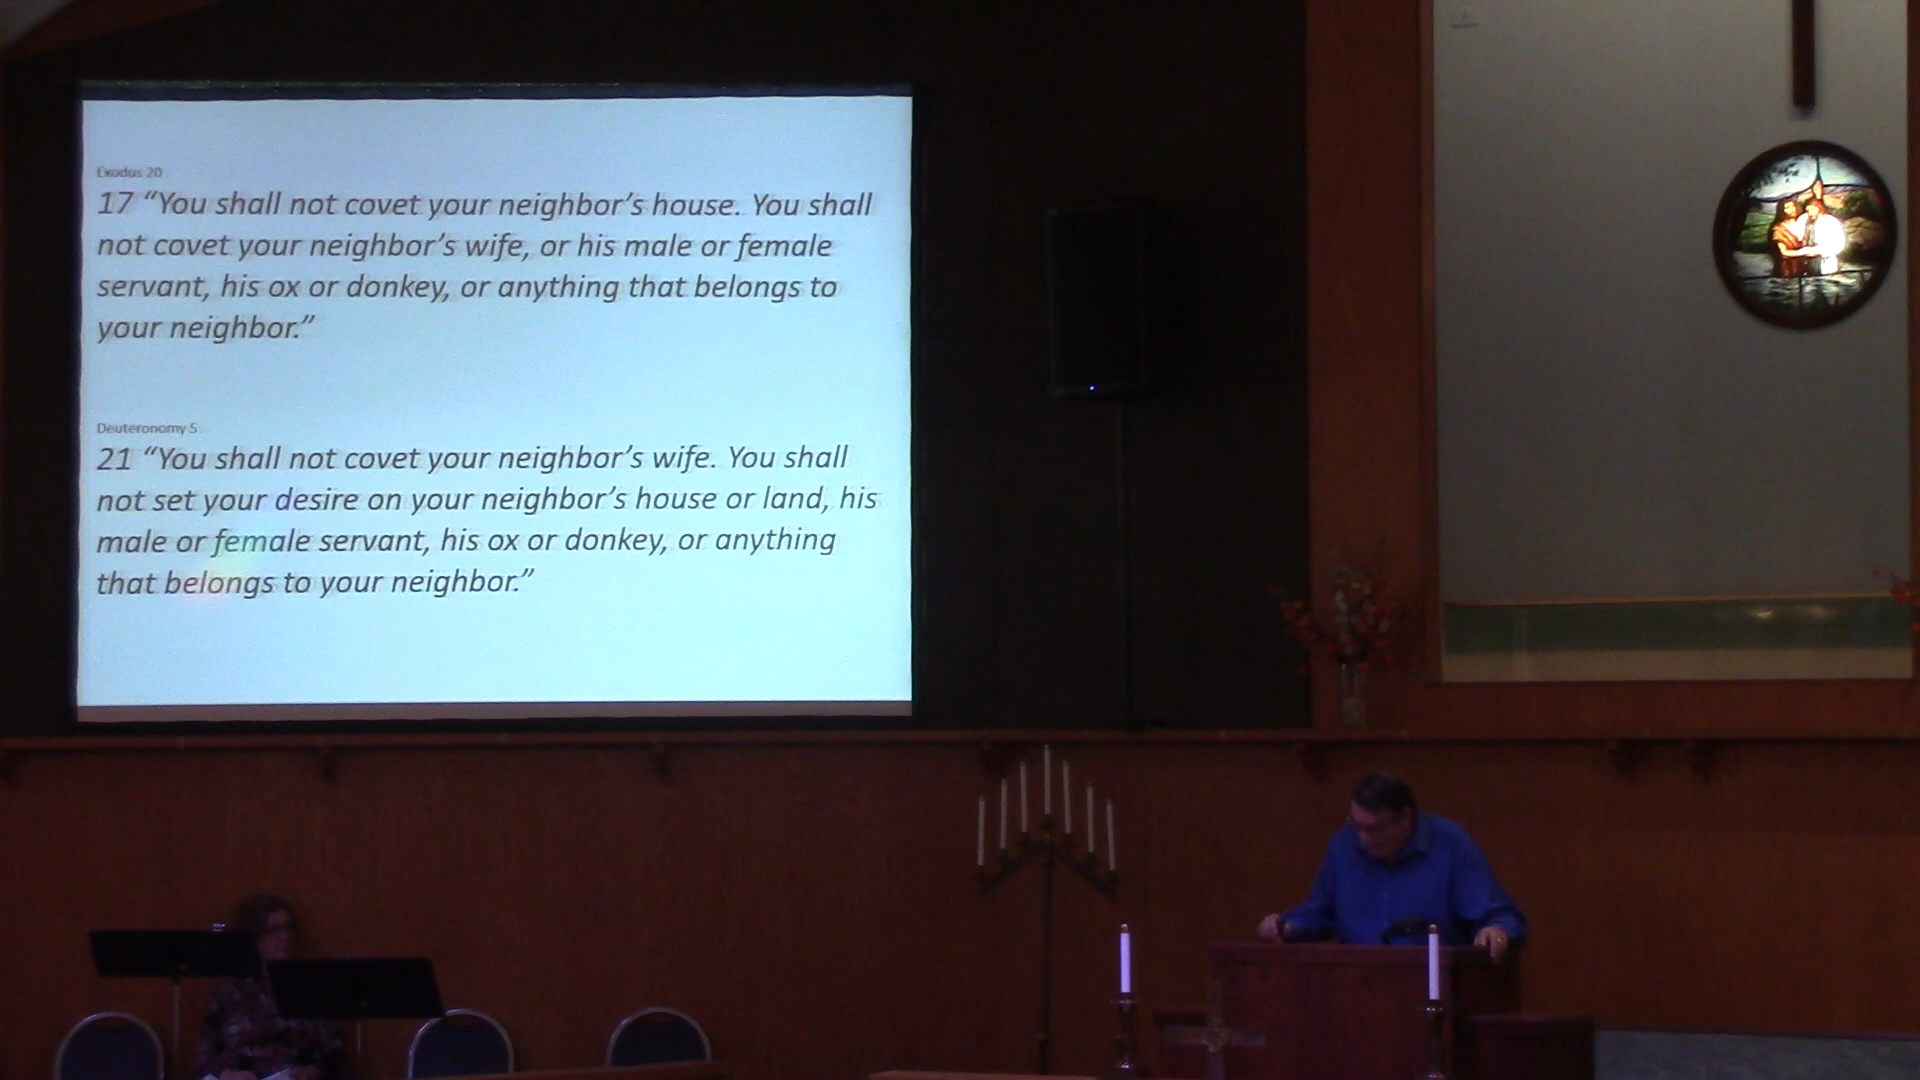 Exodus 20
17 “You shall not covet your neighbor’s house. You shall
not covet your neighbor’s wife, or his male or female
servant, his ox or donkey, or anything that belongs to
your neighbor.”
Deuteronomy 5
21 “You shall not covet your neighbor’s wife. You shall
not set your desire on your neighbor’s house or land, his
male or female servant, his ox or donkey, or anything
that belongs to your neighbor.”